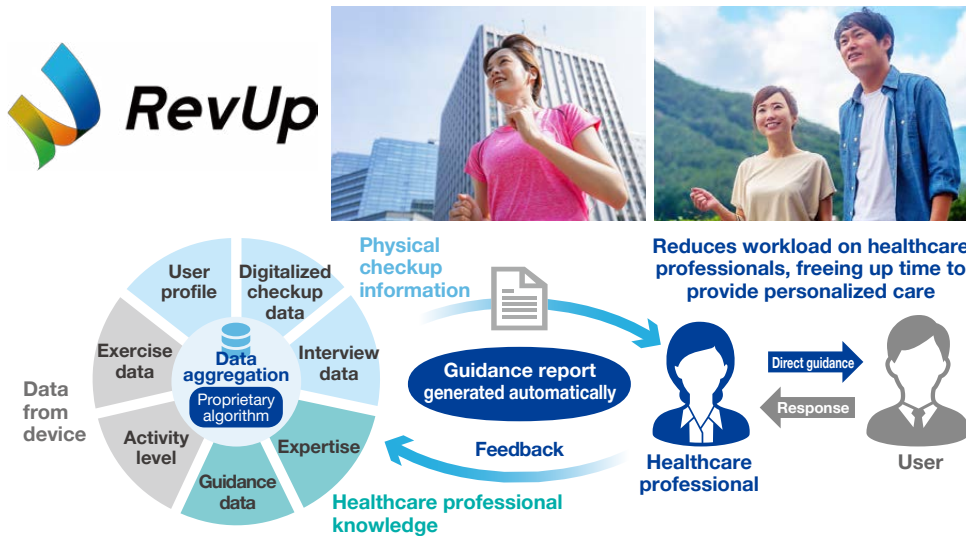 RevUp
Physical
checkup
information
Reduces workload on healthcare
professionals, freeing up time to
provide personalized care
User
profile
Digitalized
checkup
data
Exercise
data
Interview
data
Data
aggregation
Proprietary
algorithm
Data
from
device
Activity
level
Guidance
data
Expertise
Guidance report
generated automatically
Direct guidance
Response
Feedback
Healthcare
professional
User
Healthcare professional
knowledge